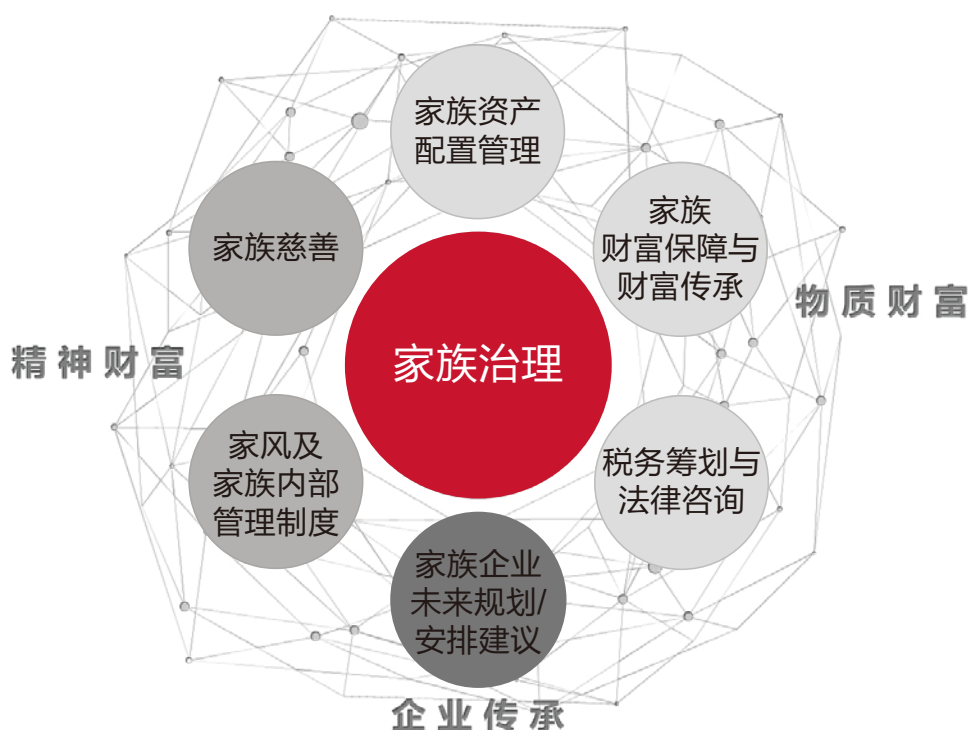 家族资产
配置管理
家族
财富保障与
财富传承
物质财富
税务筹划与
法律咨询
家族企业
未来规划/
安排建议
企业传承
家风及
家族内部
管理制度
精神财富
家族慈善
家族治理